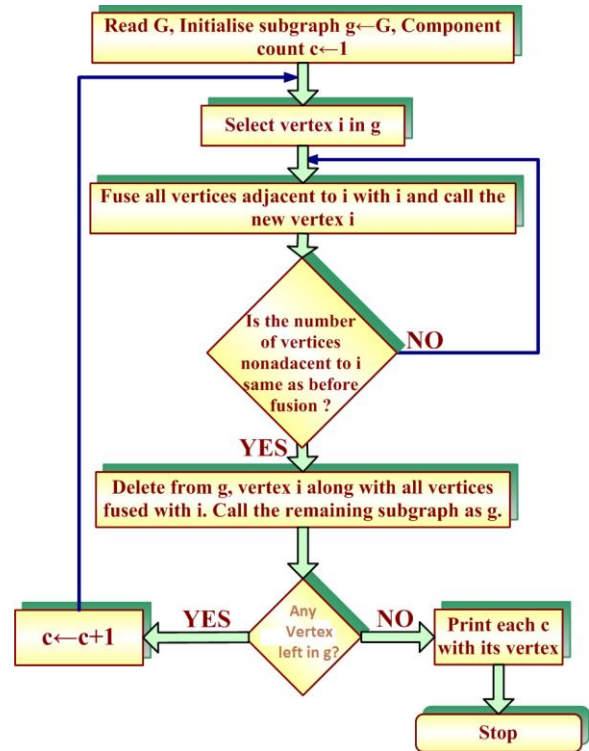 Read G, Initialise subgraph g←G, Component
count c←1
Select vertex i in g
Fuse all vertices adjacent to i with i and call the
new vertex i
Is the number
of vertices
nonadacent to i
same as before
fusion ?
NO
YES
Delete from g, vertex i along with all vertices
fused with i. Call the remaining subgraph as g.
Any
Vertex
left in g?
YES
NO
c←c+1
Print each c
with its vertex
Stop